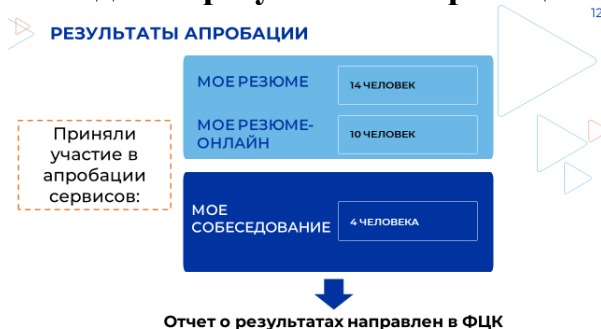 12
РЕЗУЛЬТАТЫ АПРОБАЦИИ
Приняли
участие в
апробации
сервисов:
МОЕ РЕЗЮМЕ
14 ЧЕЛОВЕК
МОЕ РЕЗЮМЕ-
ОНЛАЙН
10 ЧЕЛОВЕК
МОЕ
СОБЕСЕДОВАНИЕ
4 ЧЕЛОВЕКА
Отчет о результатах направлен в ФЦК